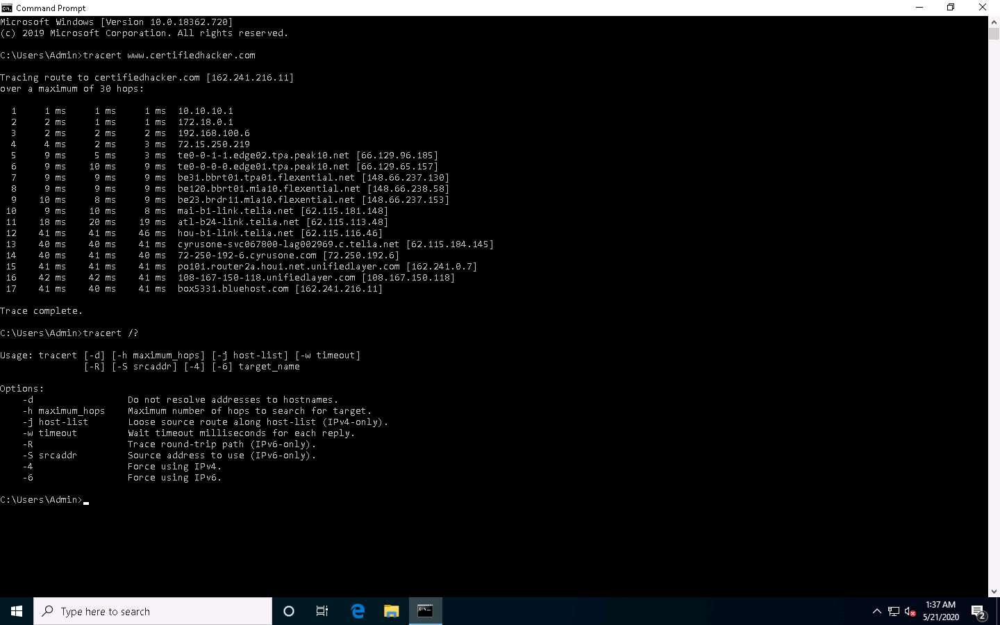 Command Prompt
Microsoft Windows [Version 10.0.18362.720]
(c) 2019 Microsoft Corporation. All rights reserved.
C:\Users\Admin>tracert www.certifiedhacker.com
Tracing route to certifiedhacker.com [162.241.216.11]
over a maximum of 30 hops:
1 1 ms 1 ms 1 ms 10.10.10.1
2 2 ms 1 ms 1 ms 172.18.0.1
3 2 ms 2 ms 2 ms 192.168.100.6
4 4 ms 2 ms 3 ms 72.15.250.219
5 9 ms 5 ms 3 ms te0-0-1-1.edge02.tpa.peak10.net [66.129.96.185]
6 9 ms 10 ms 9 ms te0-0-0-0.edge01.tpa.peak10.net [66.129.65.157]
7 9 ms 9 ms 9 ms be31.bbrt01.tpa01.flexential.net [148.66.237.130]
8 9 ms 9 ms 9 ms be120.bbrt01.mia10.flexential.net [148.66.238.58]
9 10 ms 8 ms 9 ms be23.brdr11.mia10.flexential.net [148.66.237.153]
10 9 ms 10 ms 8 ms mai-b1-link.telia.net [62.115.181.148]
11 18 ms 20 ms 19 ms atl-b24-link.telia.net [62.115.113.48]
12 41 ms 41 ms 46 ms hou-b1-link.telia.net [62.115.116.46]
13 40 ms 40 ms 41 ms cyrusone-svc067800-lag002969.c.telia.net [62.115.184.145]
14 40 ms 41 ms 40 ms 72-250-192-6.cyrusone.com [72.250.192.6]
15 41 ms 41 ms 41 ms po101.router2a.hou1.net.unifiedlayer.com [162.241.0.7]
16 42 ms 42 ms 41 ms 108-167-150-118.unifiedlayer.com [108.167.150.118]
17 41 ms 40 ms 41 ms box5331.bluehost.com [162.241.216.11]
Trace complete.
C:\Users\Admin>tracert /?
Usage: tracert [-d] [-h maximum_hops] [-j host-list] [-w timeout]
[-R] [-S srcaddr] [-4] [-6] target_name
Options:
-d Do not resolve addresses to hostnames.
-h maximum_hops Maximum number of hops to search for target.
-j host-list Loose source route along host-list (IPv4-only).
-w timeout Wait timeout milliseconds for each reply.
-R Trace round-trip path (IPv6-only).
-S srcaddr Source address to use (IPv6-only).
-4 Force using IPv4.
-6 Force using IPv6.
C:\Users\Admin>
Type here to search
1:37 AM
5/21/2020
2